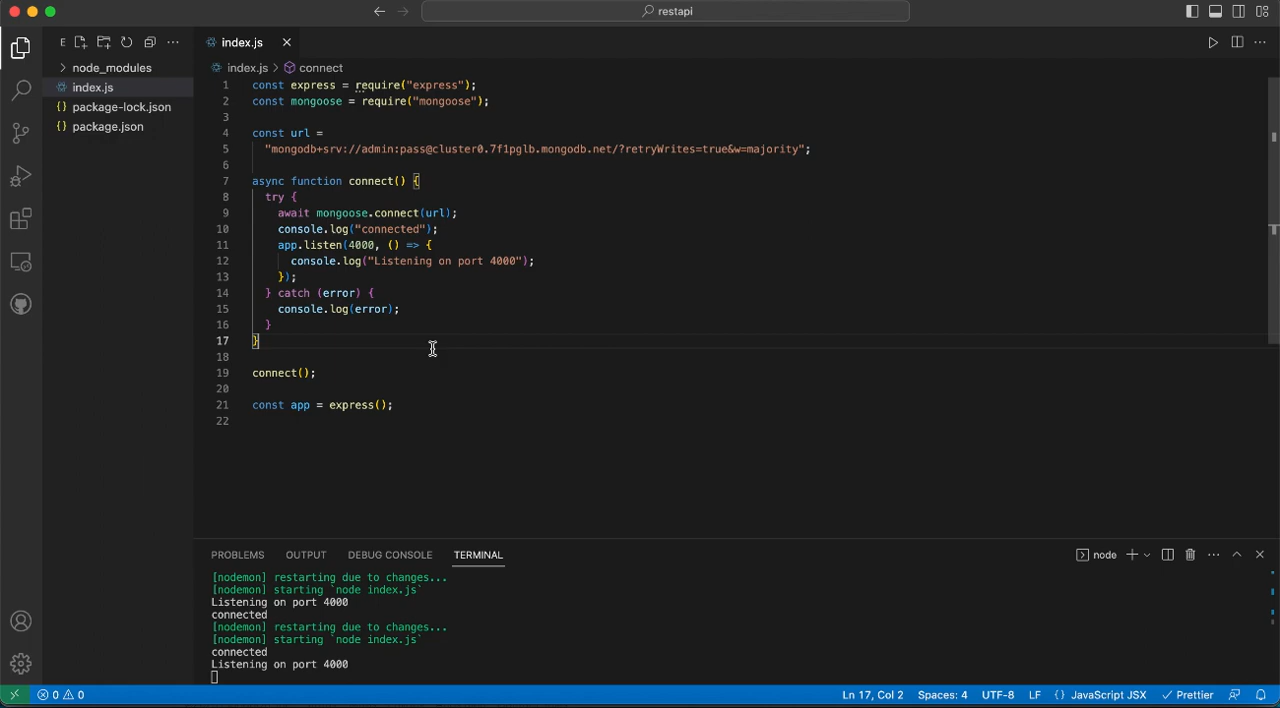 restapi
E
index.js
node_modules
index.js > connect
index.js
package-lock.json
package.json
1 const express = require("express");
2 const mongoose = require("mongoose");
3
4 const url =
5 "mongodb+srv://admin:pass@cluster0.7f1pglb.mongodb.net/?retryWrites=true&w=majority";
6
7 async function connect() {
8 try {
9 await mongoose.connect(url);
10 console.log("connected");
11 app.listen(4000, () => {
12 console.log("Listening on port 4000");
13 });
14 } catch (error) {
15 console.log(error);
16 }
17 }
18
19 connect();
20
21 const app = express();
22
PROBLEMS OUTPUT DEBUG CONSOLE TERMINAL node
[nodemon] restarting due to changes...
[nodemon] starting `node index.js`
Listening on port 4000
connected
[nodemon] restarting due to changes...
[nodemon] starting `node index.js`
connected
Listening on port 4000
0 0 Ln 17, Col 2 Spaces: 4 UTF-8 LF {} JavaScript JSX Prettier